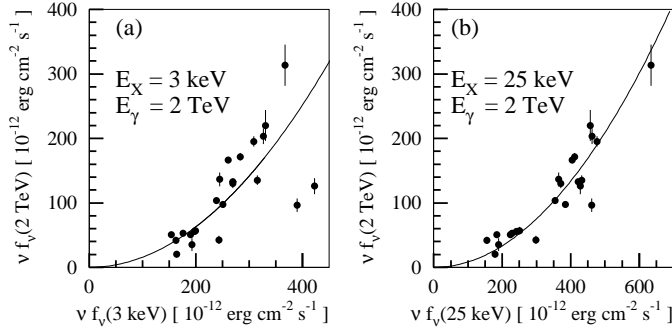 (a)
E_X = 3 keV
E_γ = 2 TeV
ν f_ν(2 TeV) [ 10^-12 erg cm^-2 s^-1 ]
400
300
200
100
0
0 200 400
ν f_ν(3 keV) [ 10^-12 erg cm^-2 s^-1 ]
(b)
E_X = 25 keV
E_γ = 2 TeV
ν f_ν(2 TeV) [ 10^-12 erg cm^-2 s^-1 ]
400
300
200
100
0
0 200 400 600
ν f_ν(25 keV) [ 10^-12 erg cm^-2 s^-1 ]